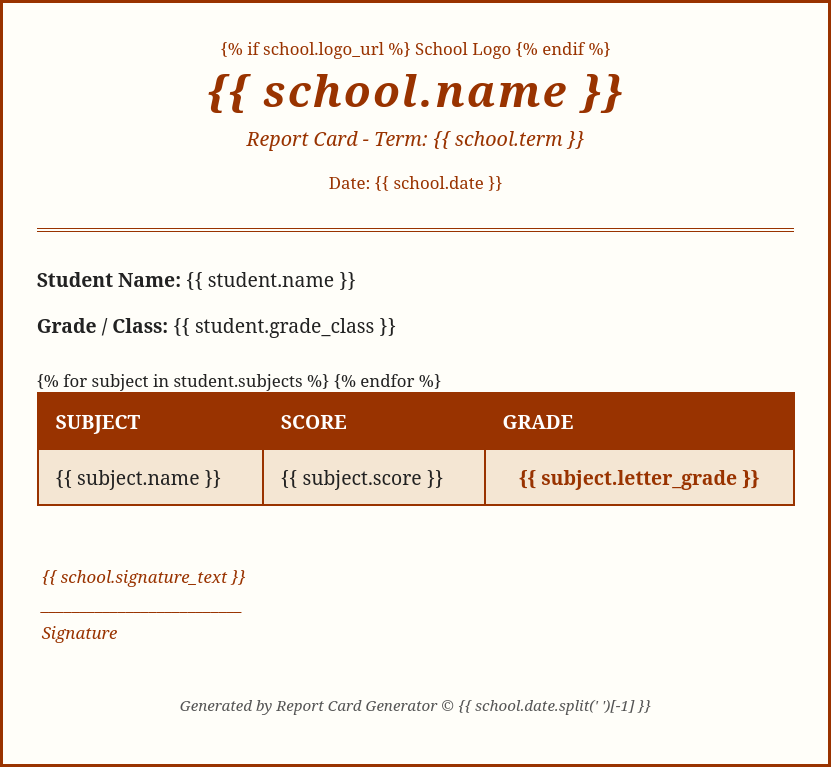 {% if school.logo_url %} School Logo {% endif %}
{{ school.name }}
Report Card - Term: {{ school.term }}
Date: {{ school.date }}
Student Name: {{ student.name }}
Grade / Class: {{ student.grade_class }}
{% for subject in student.subjects %} {% endfor %}
SUBJECT SCORE GRADE
{{ subject.name }} {{ subject.score }} {{ subject.letter_grade }}
{{ school.signature_text }}
_________________________
Signature
Generated by Report Card Generator © {{ school.date.split(' ')[-1] }}